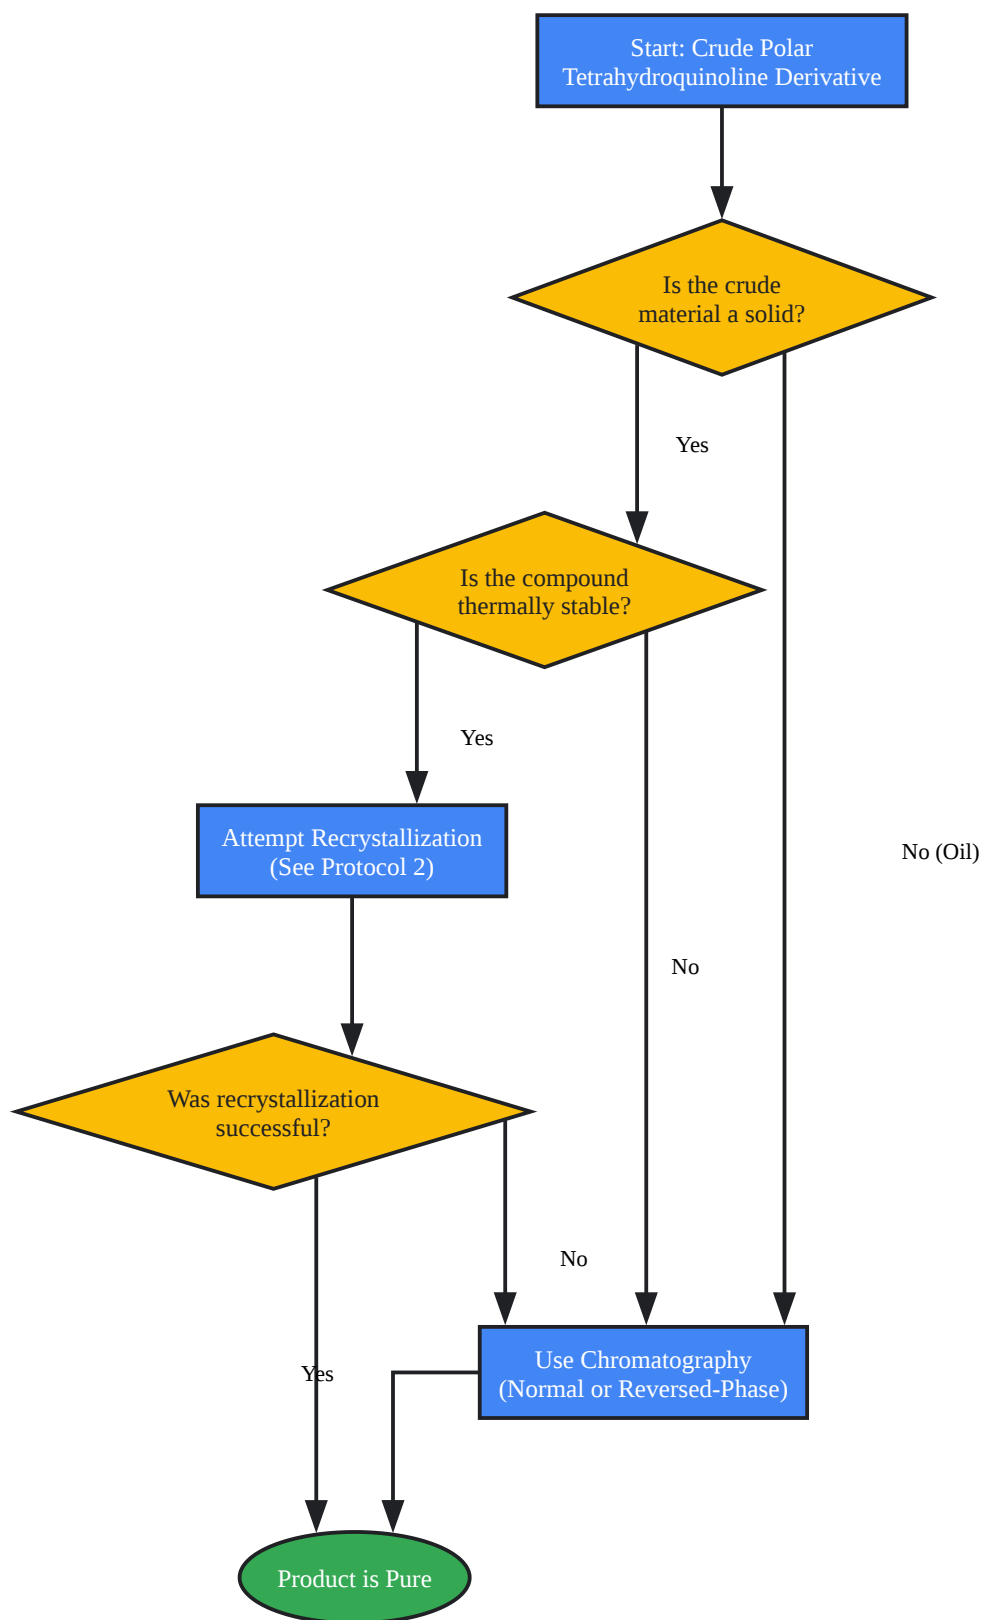 Start: Crude Polar
Tetrahydroquinoline Derivative
Is the crude
material a solid?
Yes
Is the compound
thermally stable?
Yes
Attempt Recrystallization
(See Protocol 2)
No (Oil)
No
Was recrystallization
successful?
No
Yes
Use Chromatography
(Normal or Reversed-Phase)
Product is Pure